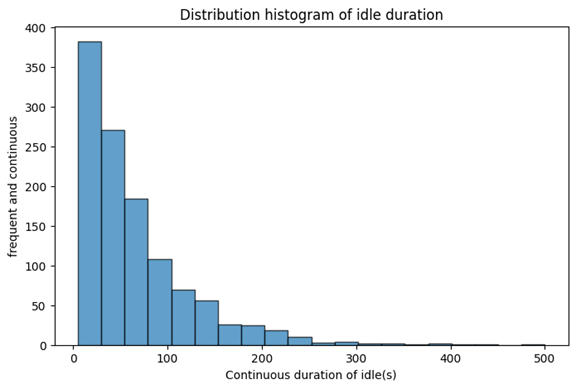 Distribution histogram of idle duration
400
350
300
250
200
150
100
50
0
frequent and continuous
0 100 200 300 400 500
Continuous duration of idle(s)